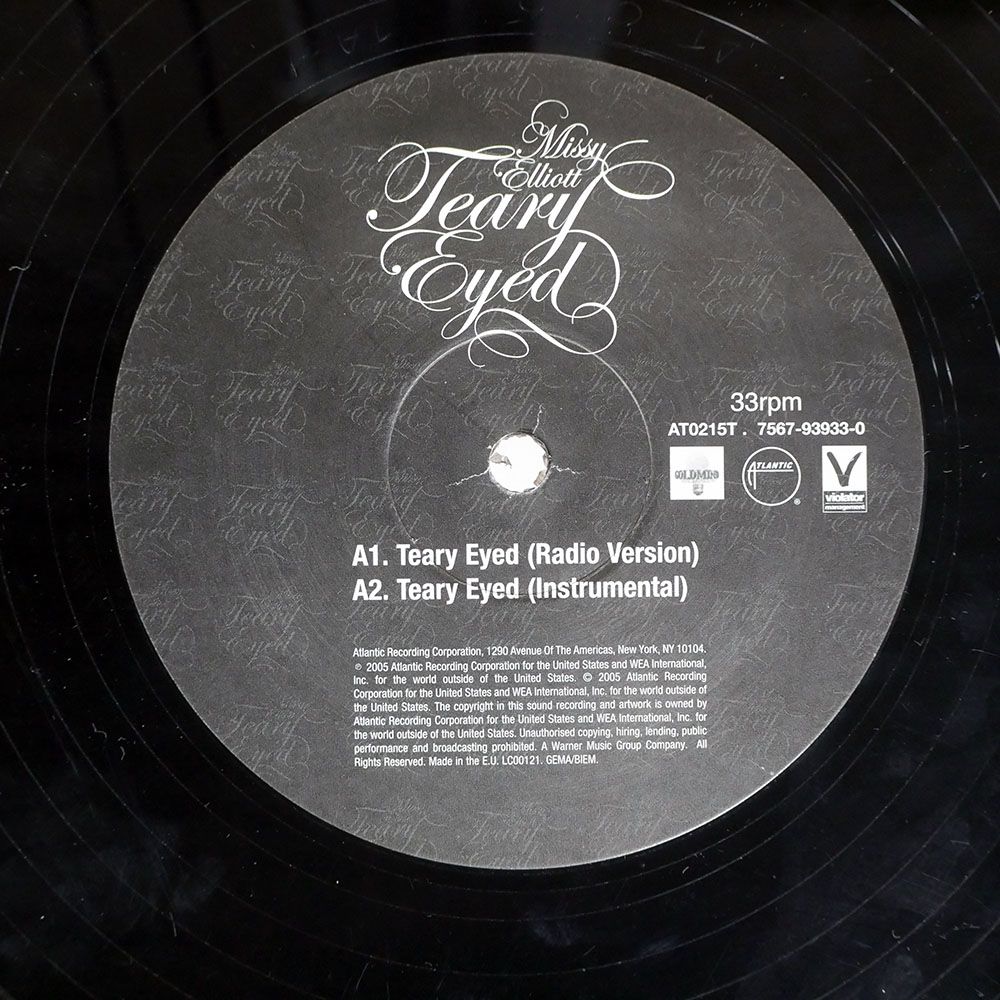 Missy
Elliott
Teary
Eyed
33rpm
AT0215T . 7567-93933-0
GOLDMIND
ATLANTIC
®
V
violator
management
A1. Teary Eyed (Radio Version)
A2. Teary Eyed (Instrumental)
Atlantic Recording Corporation, 1290 Avenue Of The Americas, New York, NY 10104.
℗ 2005 Atlantic Recording Corporation for the United States and WEA International,
Inc. for the world outside of the United States. © 2005 Atlantic Recording
Corporation for the United States and WEA International, Inc. for the world outside of
the United States. The copyright in this sound recording and artwork is owned by
Atlantic Recording Corporation for the United States and WEA International, Inc. for
the world outside of the United States. Unauthorised copying, hiring, lending, public
performance and broadcasting prohibited. A Warner Music Group Company. All
Rights Reserved. Made in the E.U. LC00121. GEMA/BIEM.